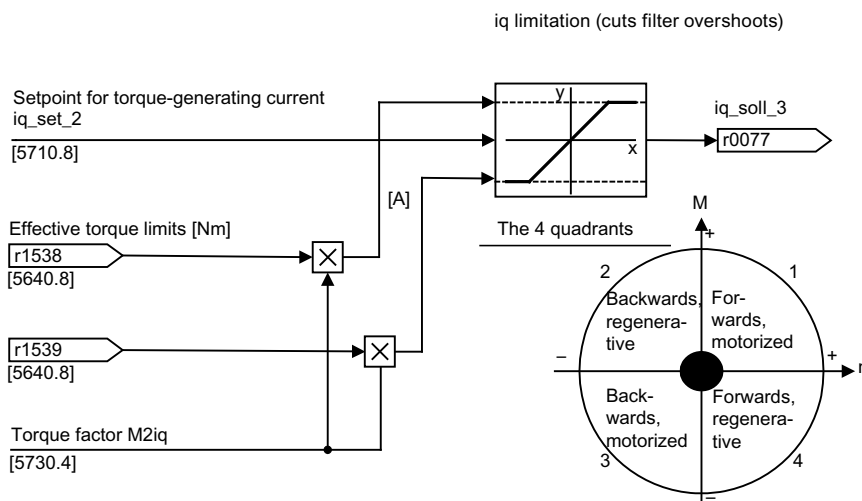 iq limitation (cuts filter overshoots)
Setpoint for torque-generating current
iq_set_2
[5710.8]
y
x
iq_soll_3
r0077
[A]
Effective torque limits [Nm]
r1538
[5640.8]
r1539
[5640.8]
Torque factor M2iq
[5730.4]
The 4 quadrants
M
+
2
1
Backwards,
regenera-
tive
For-
wards,
motorized
–
+
n
Back-
wards,
motorized
Forwards,
regenera-
tive
3
4
–